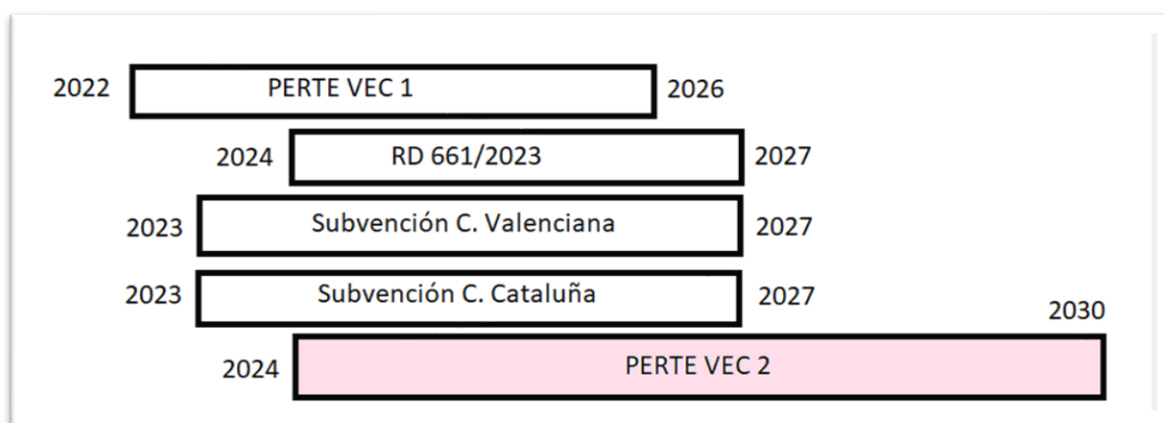 2022 PERTE VEC 1 2026
2024 RD 661/2023 2027
2023 Subvención C. Valenciana 2027
2023 Subvención C. Cataluña 2027
2030
2024 PERTE VEC 2